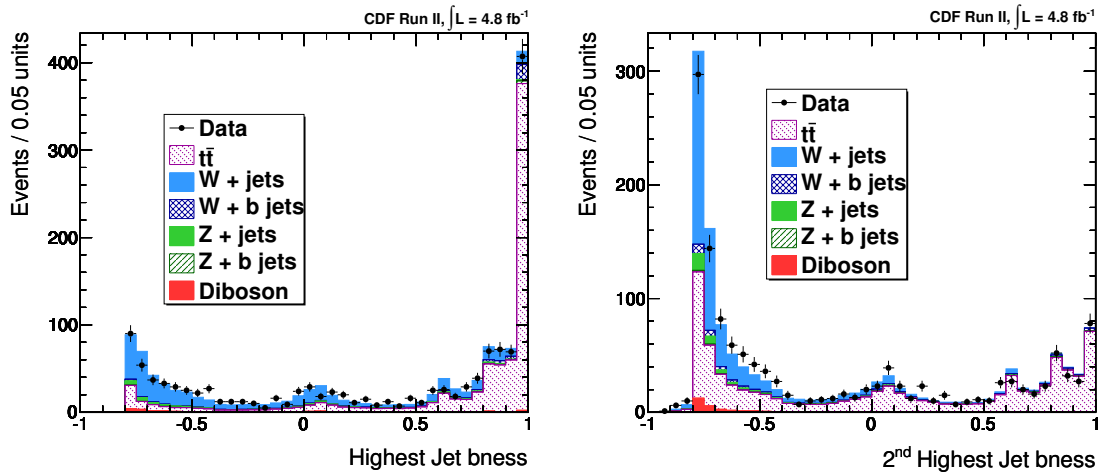 CDF Run II, ∫L = 4.8 fb⁻¹
Events / 0.05 units
400
300
200
100
0
Data
tt̄
W + jets
W + b jets
Z + jets
Z + b jets
Diboson
-1
-0.5
0
0.5
1
Highest Jet bness
CDF Run II, ∫L = 4.8 fb⁻¹
Events / 0.05 units
300
200
100
0
Data
tt̄
W + jets
W + b jets
Z + jets
Z + b jets
Diboson
-1
-0.5
0
0.5
1
2ⁿᵈ Highest Jet bness